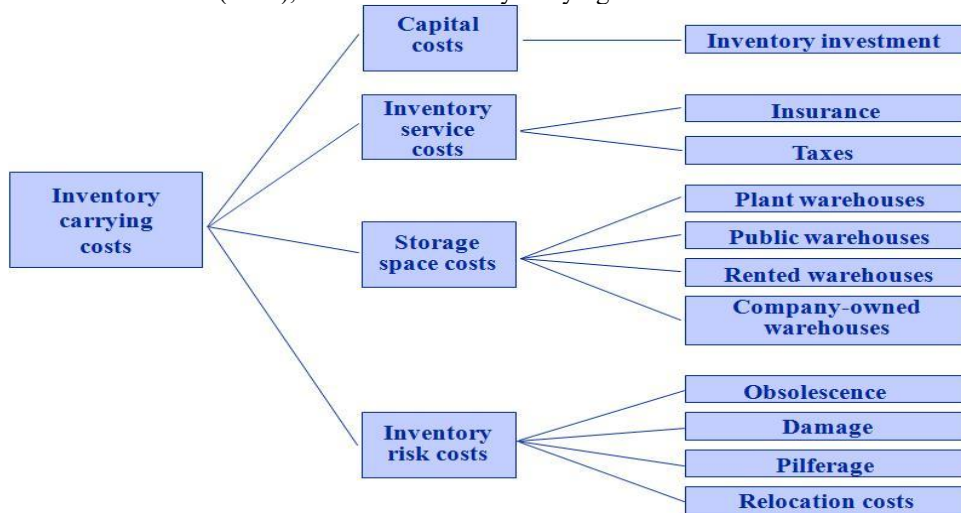 Capital
costs
Inventory investment
Inventory
service
costs
Insurance
Taxes
Inventory
carrying
costs
Storage
space costs
Plant warehouses
Public warehouses
Rented warehouses
Company-owned
warehouses
Inventory
risk costs
Obsolescence
Damage
Pilferage
Relocation costs